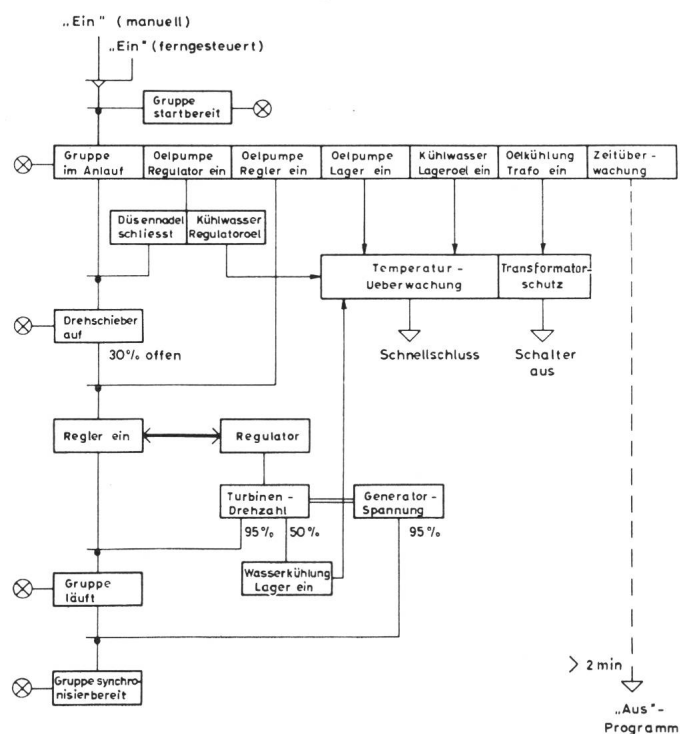 „Ein" (manuell)
„Ein" (ferngesteuert)
Gruppe
startbereit
Gruppe
im Anlauf
Oelpumpe
Regulator ein
Oelpumpe
Regler ein
Oelpumpe
Lager ein
Kühlwasser
Lageroel ein
Oelkühlung
Trafo ein
Zeitüber-
wachung
Düsennadel
schliesst
Kühlwasser
Regulatoroel
Temperatur-
Ueberwachung
Transformator-
schutz
Drehschieber
auf
30% offen
Schnellschluss
Schalter
aus
Regler ein
Regulator
Turbinen-
Drehzahl
Generator-
Spannung
95%
50%
95%
Wasserkühlung
Lager ein
Gruppe
läuft
Gruppe synchro-
nisierbereit
> 2 min
„Aus"-
Programm